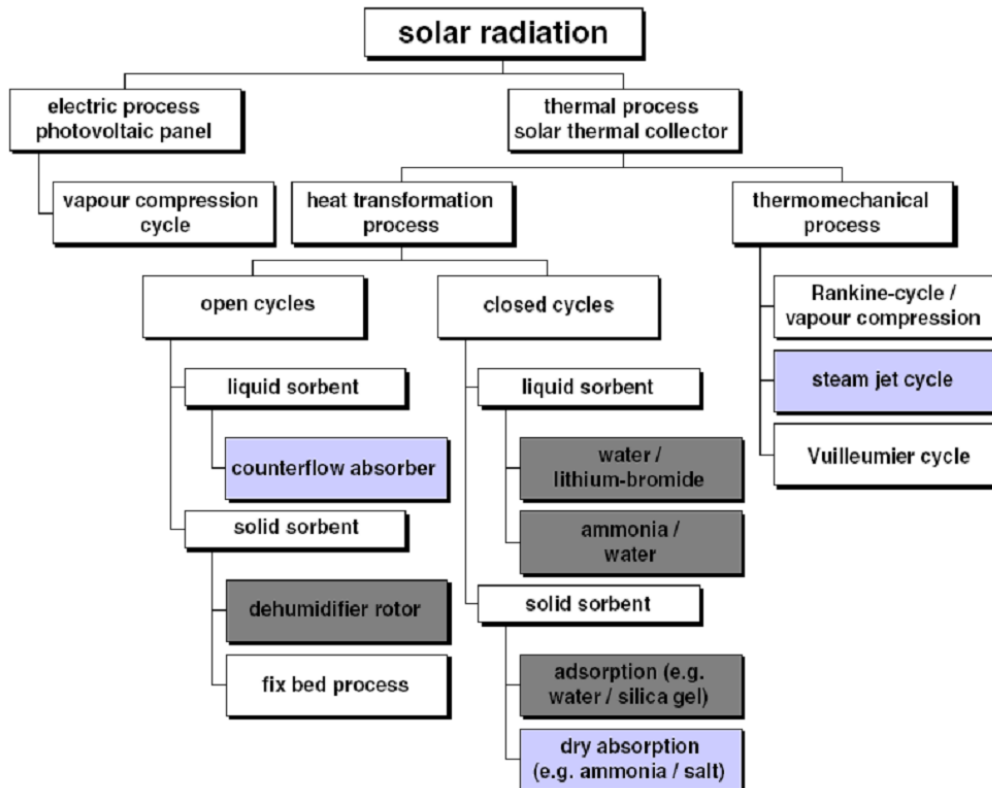 solar radiation
electric process
photovoltaic panel
thermal process
solar thermal collector
vapour compression
cycle
heat transformation
process
thermomechanical
process
open cycles
closed cycles
Rankine-cycle /
vapour compression
steam jet cycle
Vuilleumier cycle
liquid sorbent
counterflow absorber
solid sorbent
dehumidifier rotor
fix bed process
liquid sorbent
water /
lithium-bromide
ammonia /
water
solid sorbent
adsorption (e.g.
water / silica gel)
dry absorption
(e.g. ammonia / salt)